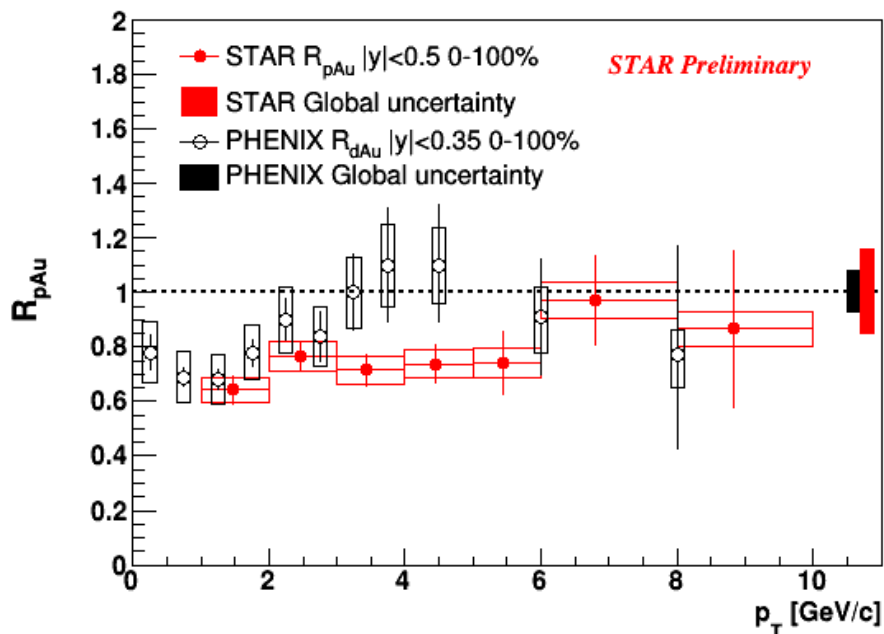 2
1.8
1.6
1.4
1.2
1
0.8
0.6
0.4
0.2
0
R_pAu
STAR R_pAu |y|<0.5 0-100%
STAR Global uncertainty
PHENIX R_dAu |y|<0.35 0-100%
PHENIX Global uncertainty
STAR Preliminary
0 2 4 6 8 10
p_T [GeV/c]